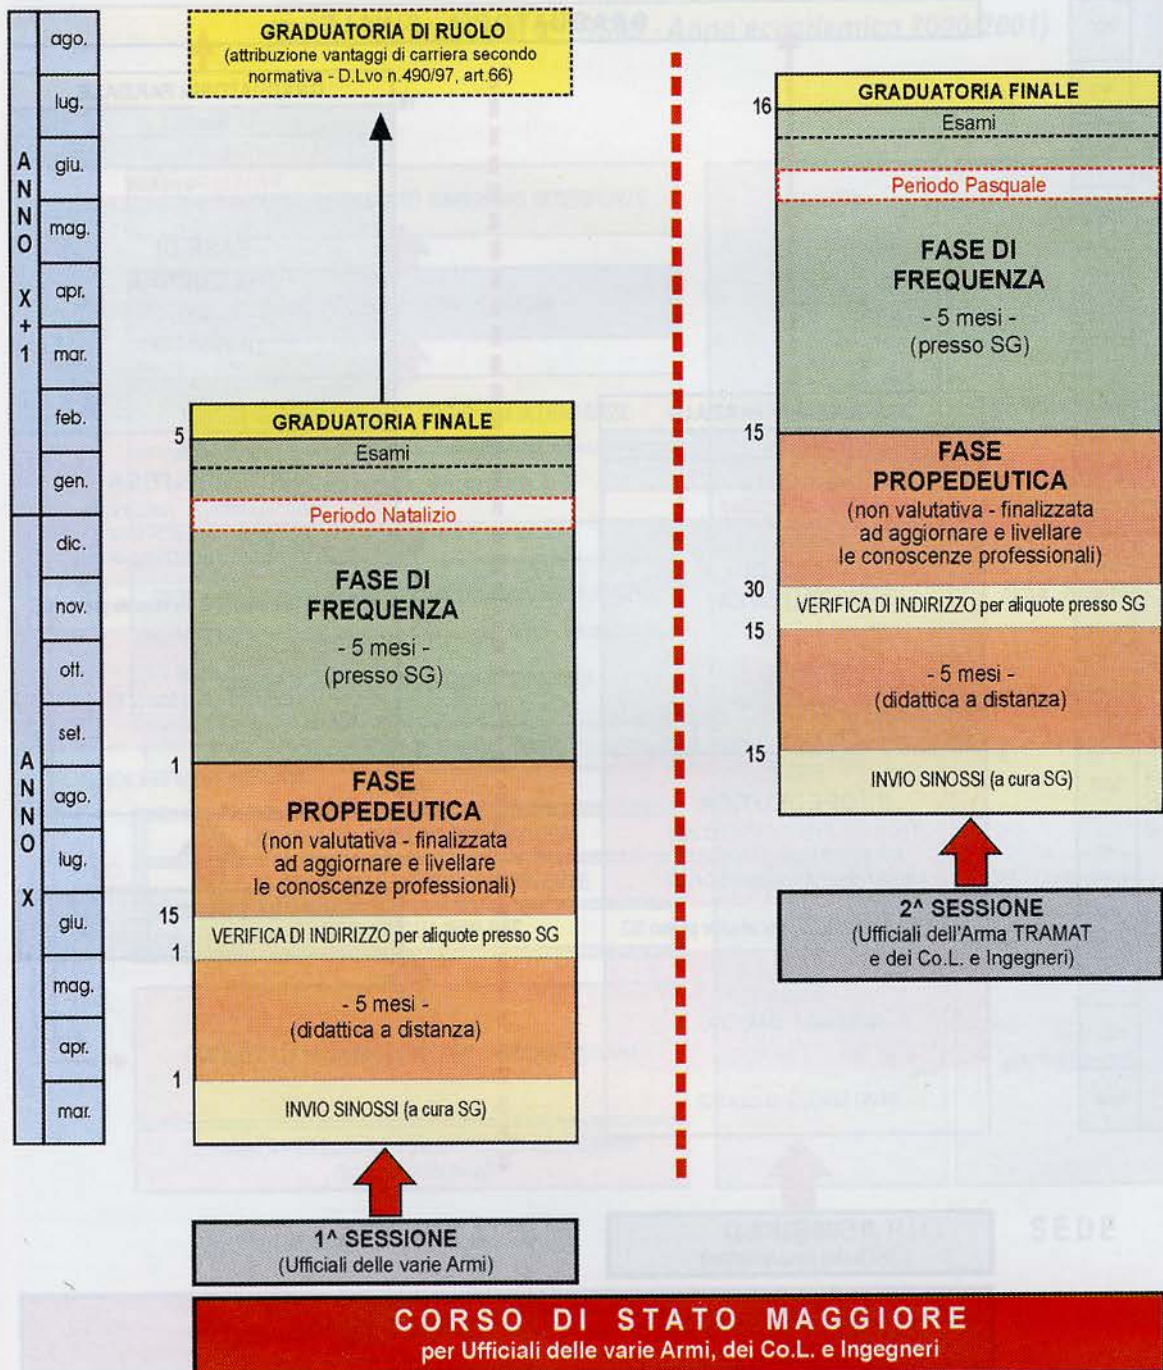 ANNO X+1
ago.
lug.
giu.
mag.
apr.
mar.
feb.
gen.
ANNO X
dic.
nov.
ott.
set.
ago.
lug.
giu.
mag.
apr.
mar.
GRADUATORIA DI RUOLO
(attribuzione vantaggi di carriera secondo
normativa - D.Lvo n.490/97, art.66)
GRADUATORIA FINALE
5
Esami
Periodo Natalizio
FASE DI
FREQUENZA
- 5 mesi -
(presso SG)
1
FASE
PROPEDEUTICA
(non valutativa - finalizzata
ad aggiornare e livellare
le conoscenze professionali)
15
VERIFICA DI INDIRIZZO per aliquote presso SG
1
- 5 mesi -
(didattica a distanza)
1
INVIO SINOSSI (a cura SG)
1^ SESSIONE
(Ufficiali delle varie Armi)
GRADUATORIA FINALE
16
Esami
Periodo Pasquale
FASE DI
FREQUENZA
- 5 mesi -
(presso SG)
15
FASE
PROPEDEUTICA
(non valutativa - finalizzata
ad aggiornare e livellare
le conoscenze professionali)
30
VERIFICA DI INDIRIZZO per aliquote presso SG
15
- 5 mesi -
(didattica a distanza)
15
INVIO SINOSSI (a cura SG)
2^ SESSIONE
(Ufficiali dell'Arma TRAMAT
e dei Co.L. e Ingegneri)
CORSO DI STATO MAGGIORE
per Ufficiali delle varie Armi, dei Co.L. e Ingegneri